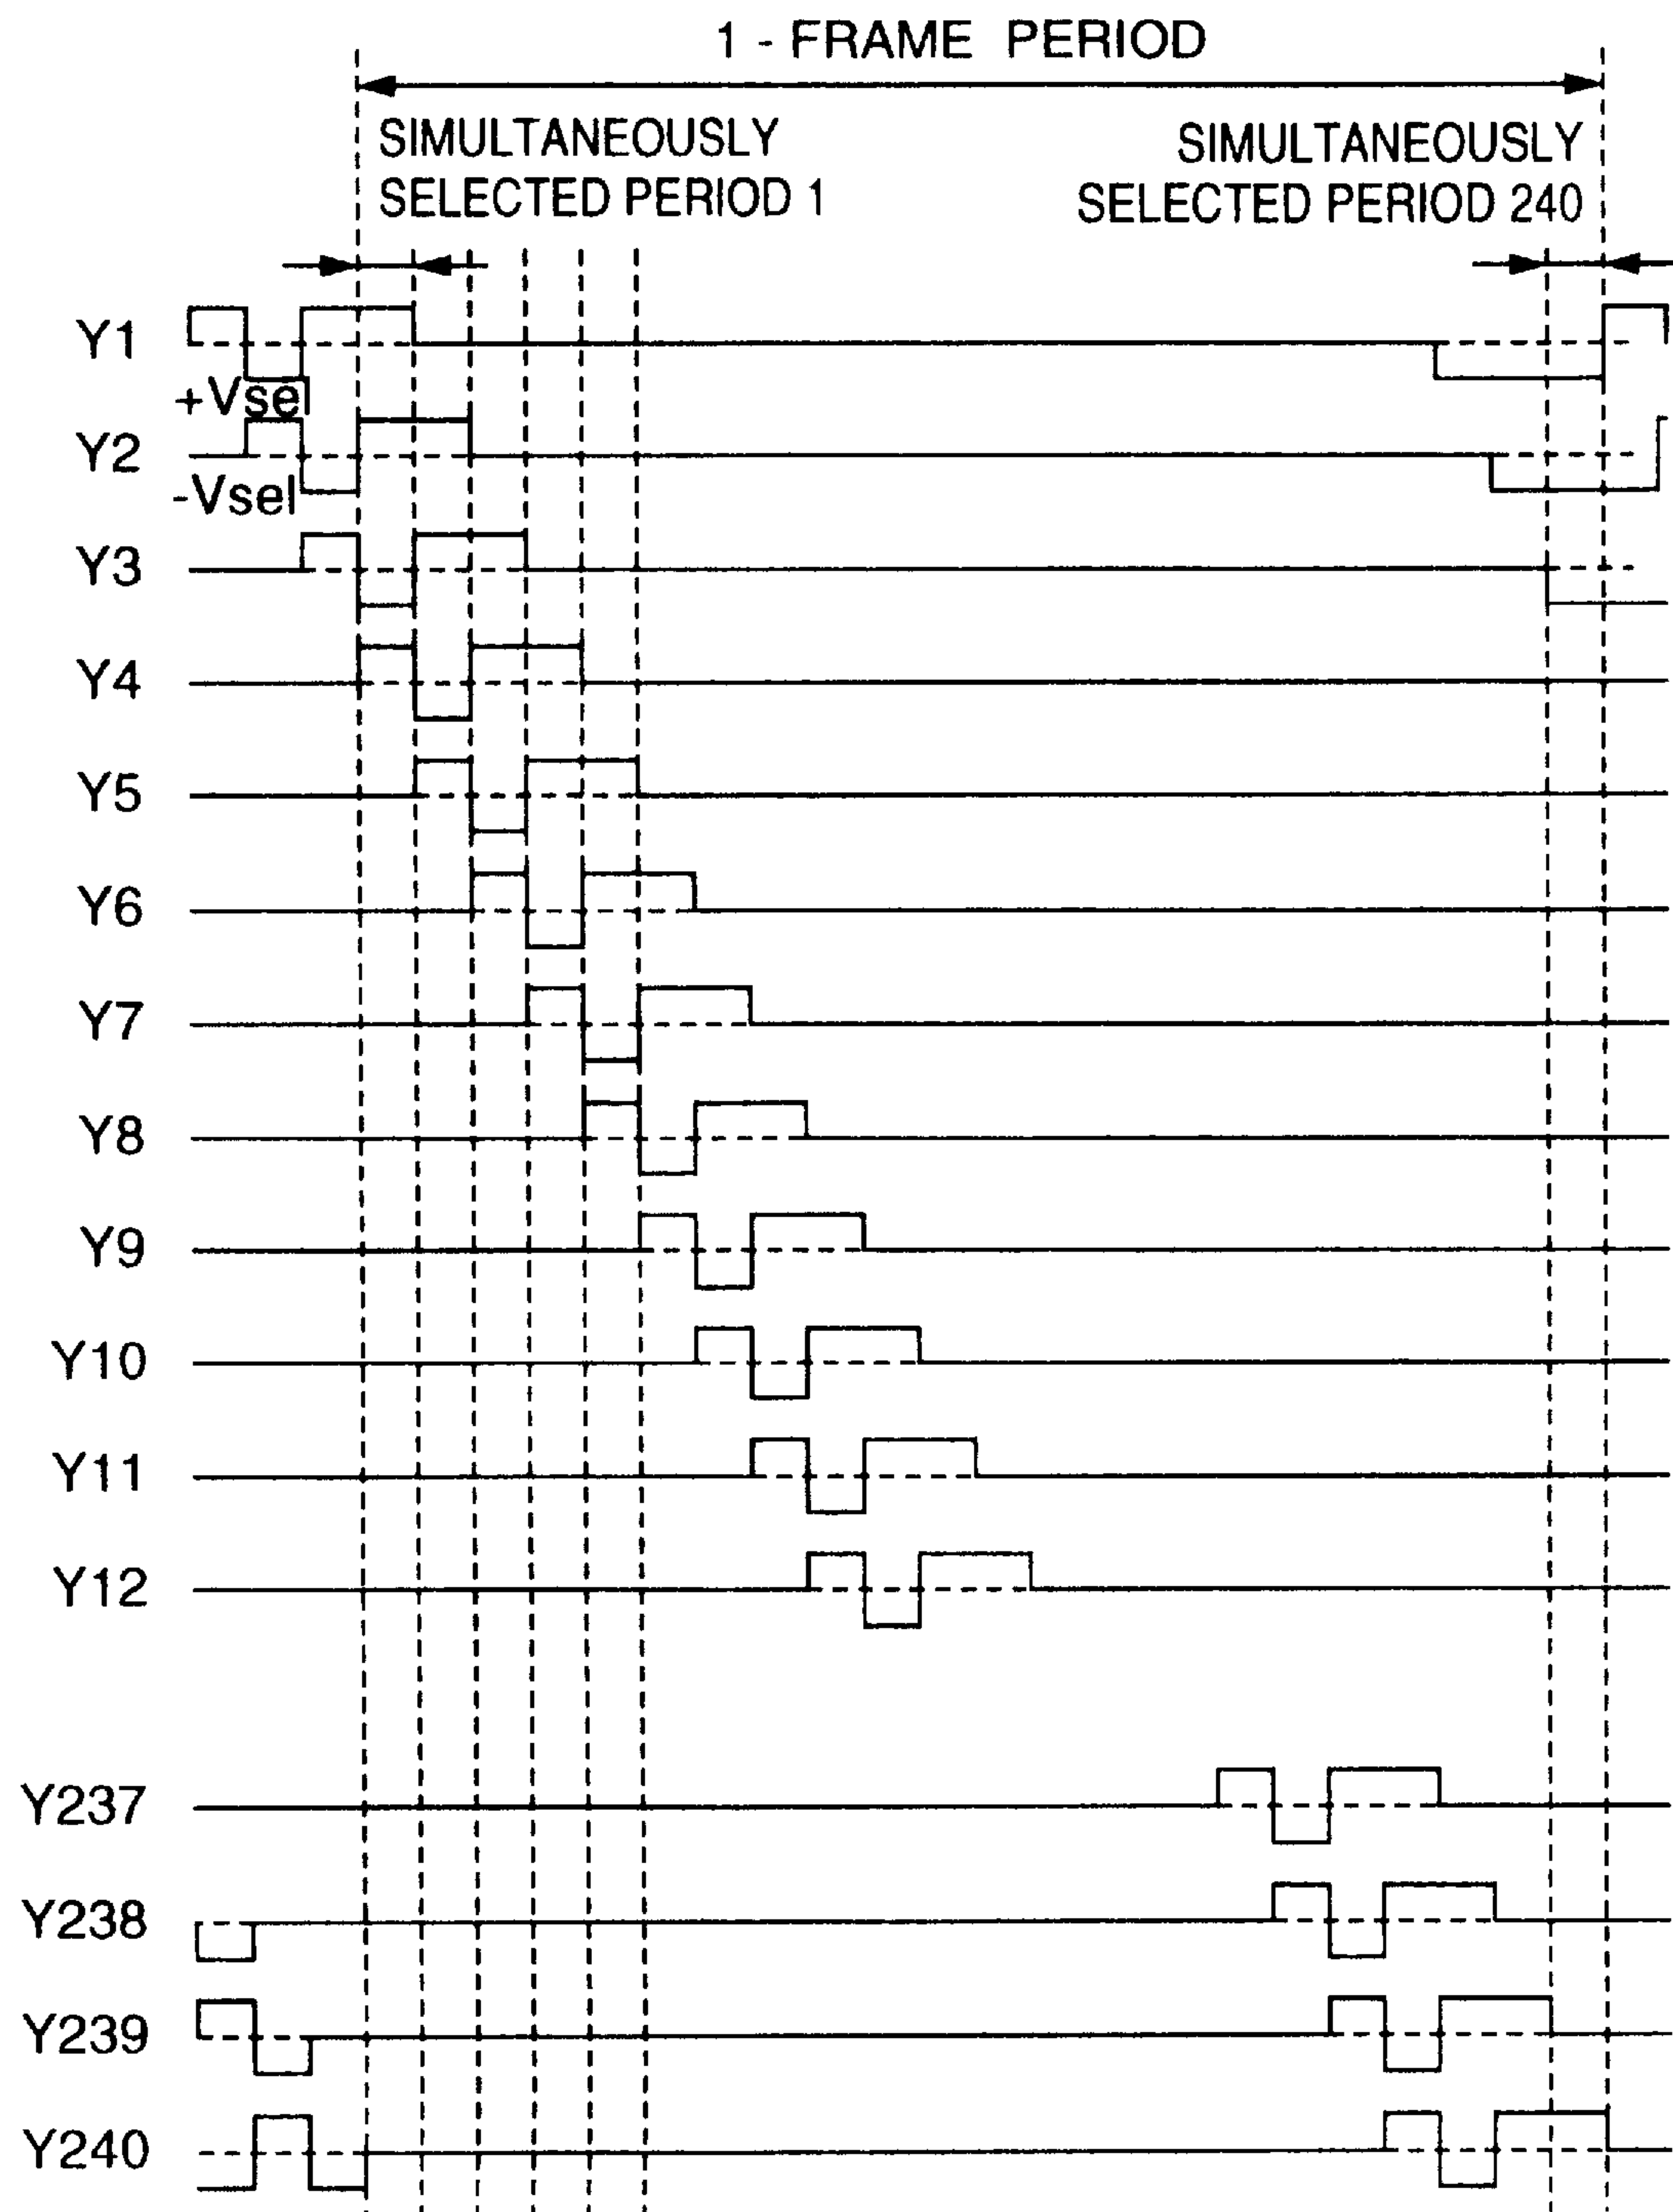 1 - FRAME PERIOD
SIMULTANEOUSLY
SELECTED PERIOD 1
SIMULTANEOUSLY
SELECTED PERIOD 240
Y1
+Vsel
Y2
-Vsel
Y3
Y4
Y5
Y6
Y7
Y8
Y9
Y10
Y11
Y12
Y237
Y238
Y239
Y240